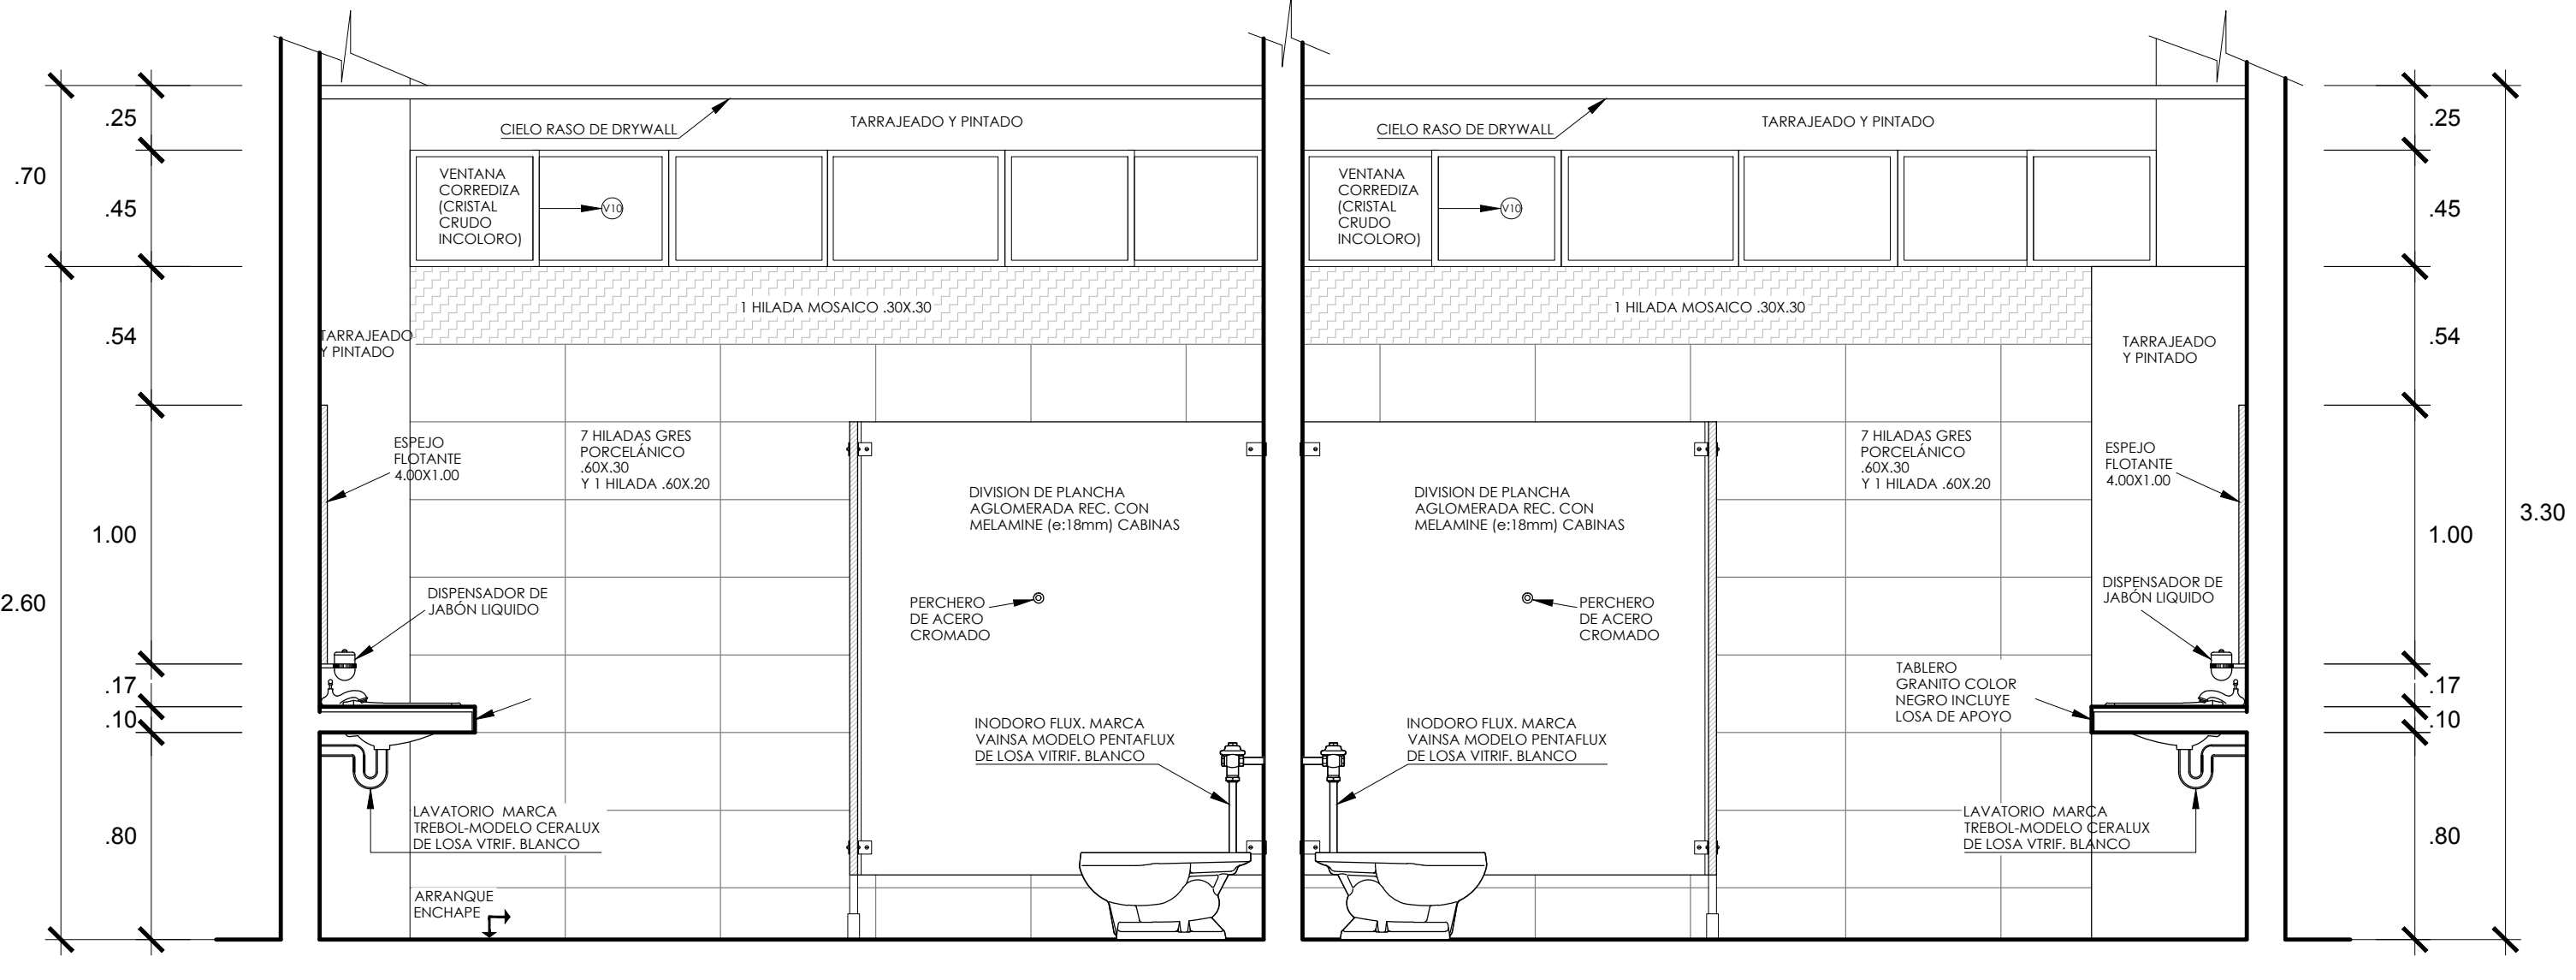 .25
.70
.45
.54
1.00
2.60
.17
.10
.80
CIELO RASO DE DRYWALL
TARRAJEADO Y PINTADO
VENTANA
CORREDIZA
(CRISTAL
CRUDO
INCOLORO)
V10
1 HILADA MOSAICO .30X.30
TARRAJEADO
Y PINTADO
ESPEJO
FLOTANTE
4.00X1.00
7 HILADAS GRES
PORCELÁNICO
.60X.30
Y 1 HILADA .60X.20
DIVISION DE PLANCHA
AGLOMERADA REC. CON
MELAMINE (e:18mm) CABINAS
DISPENSADOR DE
JABÓN LIQUIDO
PERCHERO
DE ACERO
CROMADO
INODORO FLUX. MARCA
VAINSA MODELO PENTAFLUX
DE LOSA VITRIF. BLANCO
LAVATORIO MARCA
TREBOL-MODELO CERALUX
DE LOSA VTRIF. BLANCO
ARRANQUE
ENCHAPE
CIELO RASO DE DRYWALL
TARRAJEADO Y PINTADO
VENTANA
CORREDIZA
(CRISTAL
CRUDO
INCOLORO)
V10
1 HILADA MOSAICO .30X.30
TARRAJEADO
Y PINTADO
DIVISION DE PLANCHA
AGLOMERADA REC. CON
MELAMINE (e:18mm) CABINAS
7 HILADAS GRES
PORCELÁNICO
.60X.30
Y 1 HILADA .60X.20
ESPEJO
FLOTANTE
4.00X1.00
PERCHERO
DE ACERO
CROMADO
DISPENSADOR DE
JABÓN LIQUIDO
TABLERO
GRANITO COLOR
NEGRO INCLUYE
LOSA DE APOYO
INODORO FLUX. MARCA
VAINSA MODELO PENTAFLUX
DE LOSA VITRIF. BLANCO
LAVATORIO MARCA
TREBOL-MODELO CERALUX
DE LOSA VTRIF. BLANCO
.25
.45
.54
1.00
3.30
.17
.10
.80